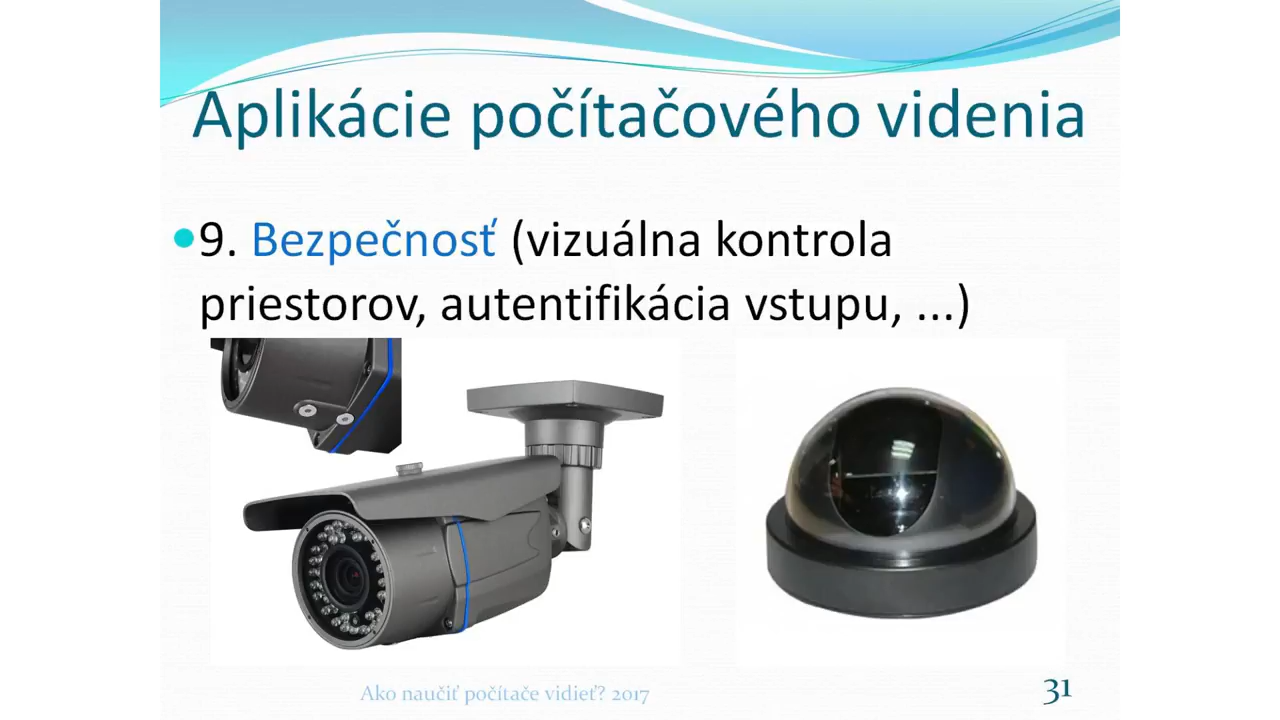 Aplikácie počítačového videnia
9. Bezpečnosť (vizuálna kontrola
priestorov, autentifikácia vstupu, ...)
Ako naučiť počítače vidieť? 2017
31